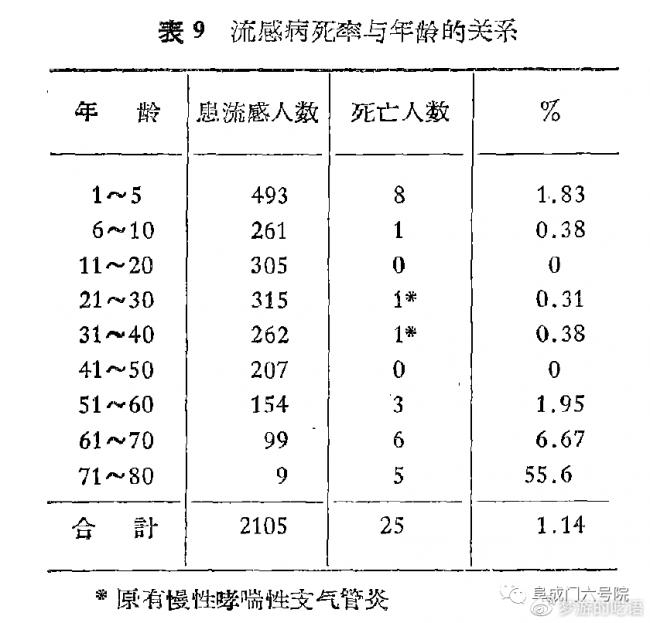 表9 流感病死率与年龄的关系
年 龄 患流感人数 死亡人数 %
1～5 493 8 1.83
6～10 261 1 0.38
11～20 305 0 0
21～30 315 1* 0.31
31～40 262 1* 0.38
41～50 207 0 0
51～60 154 3 1.95
61～70 99 6 6.67
71～80 9 5 55.6
合 計 2105 25 1.14
*原有慢性哮喘性支气管炎
阜成门六号院
@梦游的呓语